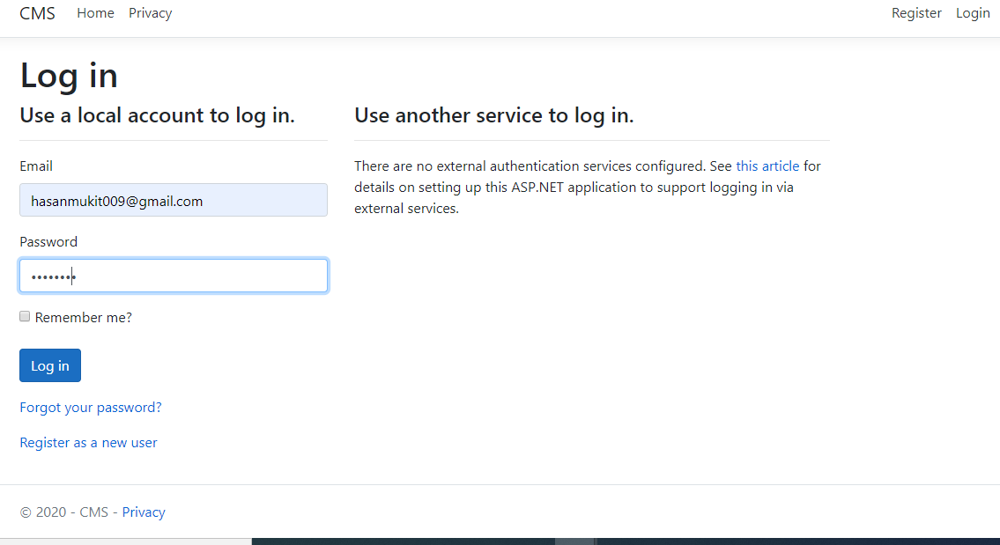 CMS Home Privacy Register Login
Log in
Use a local account to log in.
Email
hasanmukit009@gmail.com
Password
••••••••
Remember me?
Log in
Forgot your password?
Register as a new user
Use another service to log in.
There are no external authentication services configured. See this article for
details on setting up this ASP.NET application to support logging in via
external services.
© 2020 - CMS - Privacy